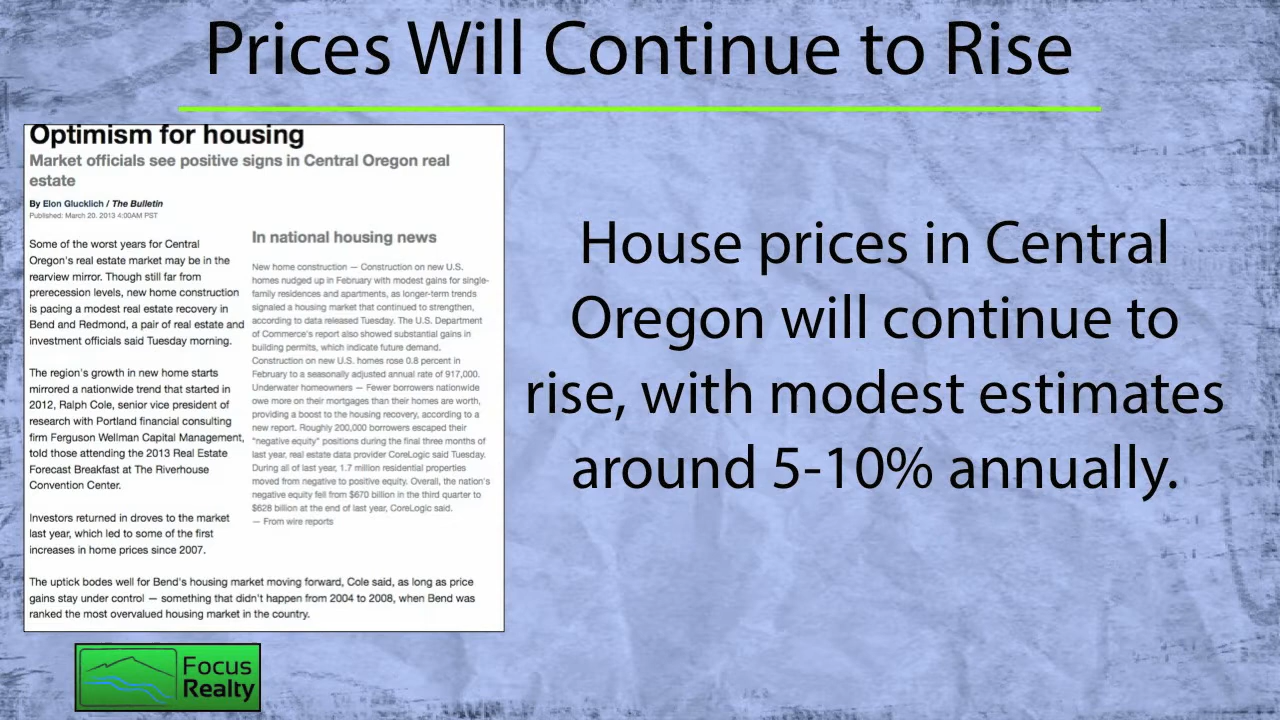 Prices Will Continue to Rise
Optimism for housing
Market officials see positive signs in Central Oregon real
estate
By Elon Glucklich / The Bulletin
Published: March 20. 2013 4:00AM PST
Some of the worst years for Central
Oregon's real estate market may be in the
rearview mirror. Though still far from
prerecession levels, new home construction
is pacing a modest real estate recovery in
Bend and Redmond, a pair of real estate and
investment officials said Tuesday morning.
The region's growth in new home starts
mirrored a nationwide trend that started in
2012, Ralph Cole, senior vice president of
research with Portland financial consulting
firm Ferguson Wellman Capital Management,
told those attending the 2013 Real Estate
Forecast Breakfast at The Riverhouse
Convention Center.
Investors returned in droves to the market
last year, which led to some of the first
increases in home prices since 2007.
In national housing news
New home construction — Construction on new U.S.
homes nudged up in February with modest gains for single-
family residences and apartments, as longer-term trends
signaled a housing market that continued to strengthen,
according to data released Tuesday. The U.S. Department
of Commerce's report also showed substantial gains in
building permits, which indicate future demand.
Construction on new U.S. homes rose 0.8 percent in
February to a seasonally adjusted annual rate of 917,000.
Underwater homeowners — Fewer borrowers nationwide
owe more on their mortgages than their homes are worth,
providing a boost to the housing recovery, according to a
new report. Roughly 200,000 borrowers escaped their
"negative equity" positions during the final three months of
last year, real estate data provider CoreLogic said Tuesday.
During all of last year, 1.7 million residential properties
moved from negative to positive equity. Overall, the nation's
negative equity fell from $670 billion in the third quarter to
$628 billion at the end of last year, CoreLogic said.
— From wire reports
The uptick bodes well for Bend's housing market moving forward, Cole said, as long as price
gains stay under control — something that didn't happen from 2004 to 2008, when Bend was
ranked the most overvalued housing market in the country.
House prices in Central
Oregon will continue to
rise, with modest estimates
around 5-10% annually.
Focus
Realty